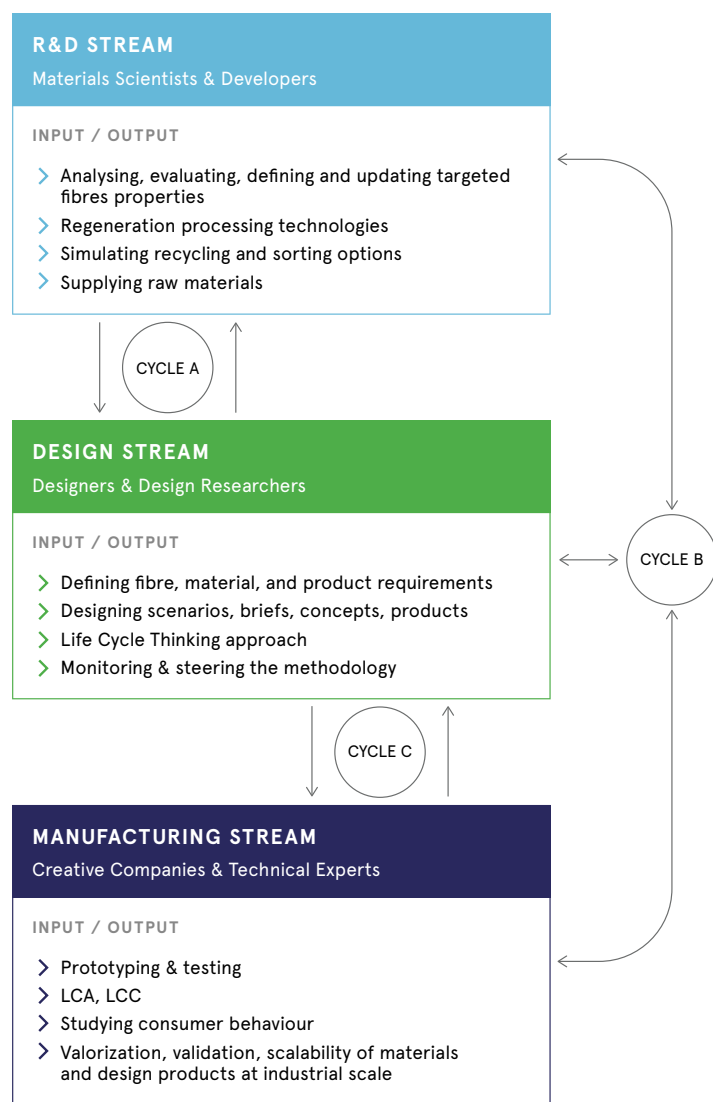 R&D STREAM
Materials Scientists & Developers
INPUT / OUTPUT
Analysing, evaluating, defining and updating targeted
fibres properties
Regeneration processing technologies
Simulating recycling and sorting options
Supplying raw materials
CYCLE A
DESIGN STREAM
Designers & Design Researchers
INPUT / OUTPUT
Defining fibre, material, and product requirements
Designing scenarios, briefs, concepts, products
Life Cycle Thinking approach
Monitoring & steering the methodology
CYCLE B
CYCLE C
MANUFACTURING STREAM
Creative Companies & Technical Experts
INPUT / OUTPUT
Prototyping & testing
LCA, LCC
Studying consumer behaviour
Valorization, validation, scalability of materials
and design products at industrial scale